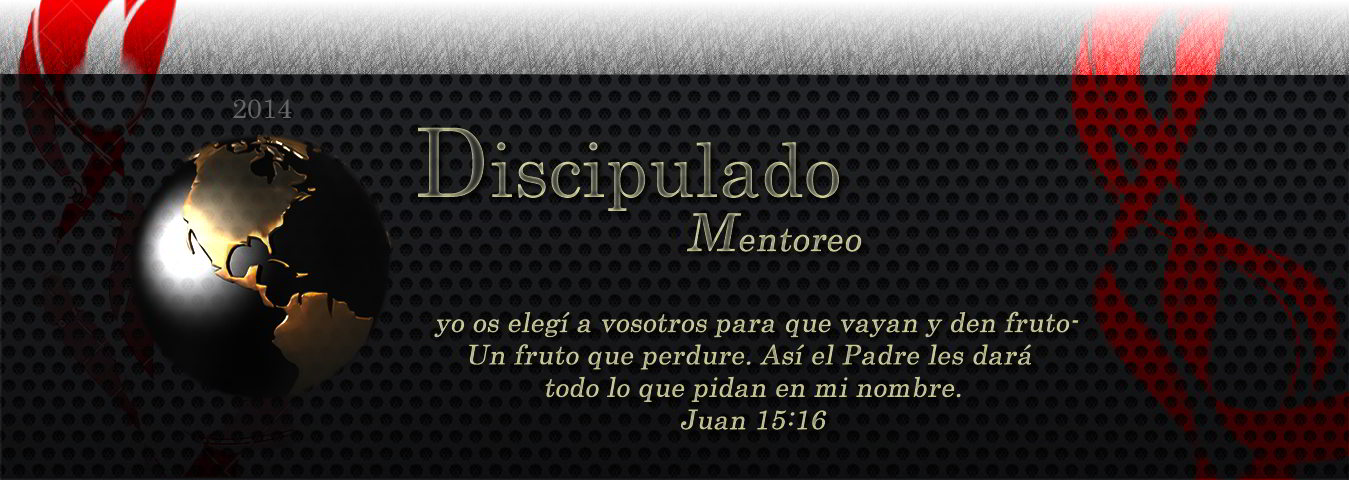 2014
Discipulado
Mentoreo
yo os elegí a vosotros para que vayan y den fruto-
Un fruto que perdure. Así el Padre les dará
todo lo que pidan en mi nombre.
Juan 15:16